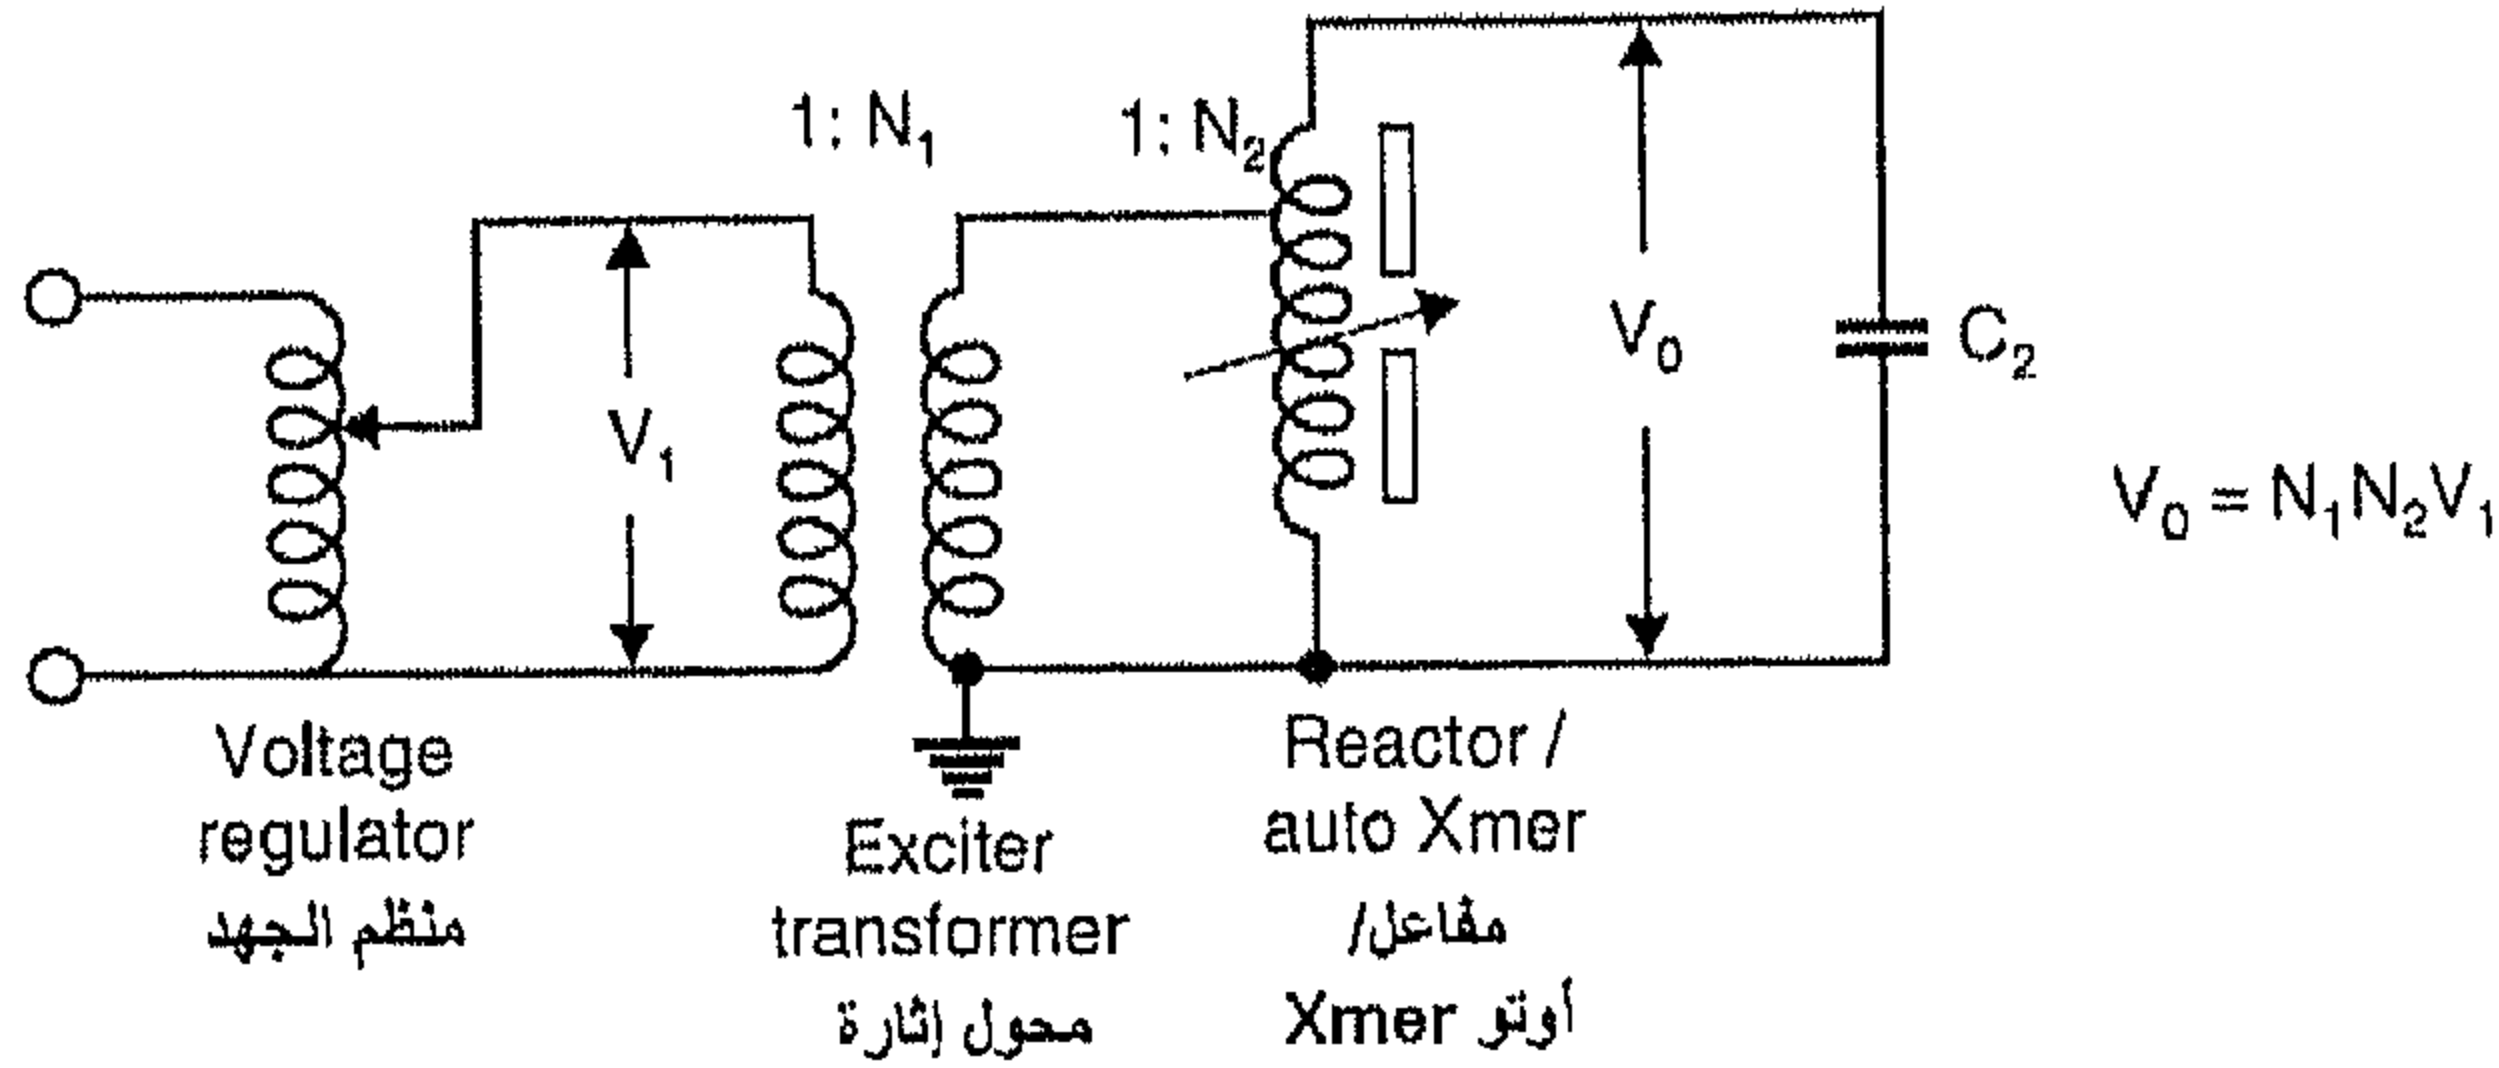 1: N₁
1: N₂
V₁
V₀
C₂
V₀ = N₁N₂V₁
Voltage
regulator
منظم الجهد
Exciter
transformer
محول إثارة
Reactor /
auto Xmer
مفاعل/
أوتو Xmer